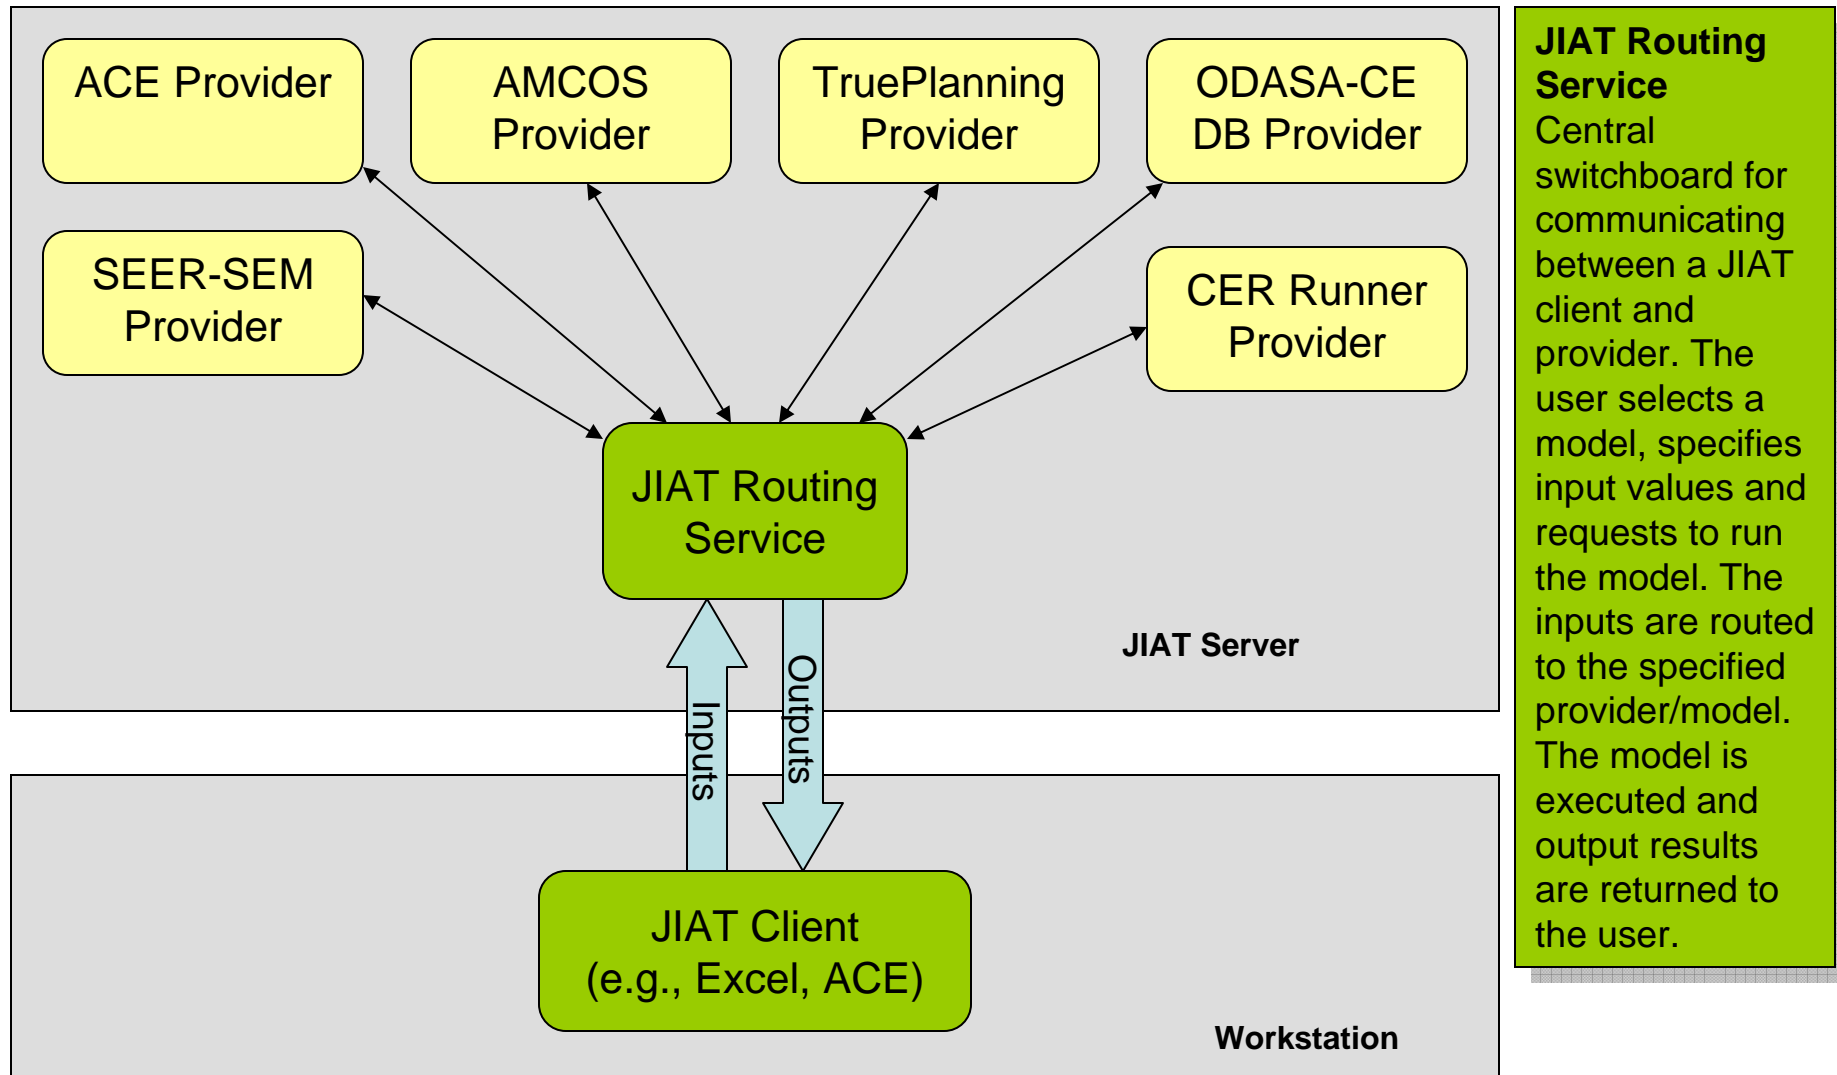 ACE Provider
AMCOS
Provider
TruePlanning
Provider
ODASA-CE
DB Provider
SEER-SEM
Provider
CER Runner
Provider
JIAT Routing
Service
JIAT Server
Inputs
Outputs
JIAT Client
(e.g., Excel, ACE)
Workstation
JIAT Routing
Service
Central
switchboard for
communicating
between a JIAT
client and
provider. The
user selects a
model, specifies
input values and
requests to run
the model. The
inputs are routed
to the specified
provider/model.
The model is
executed and
output results
are returned to
the user.